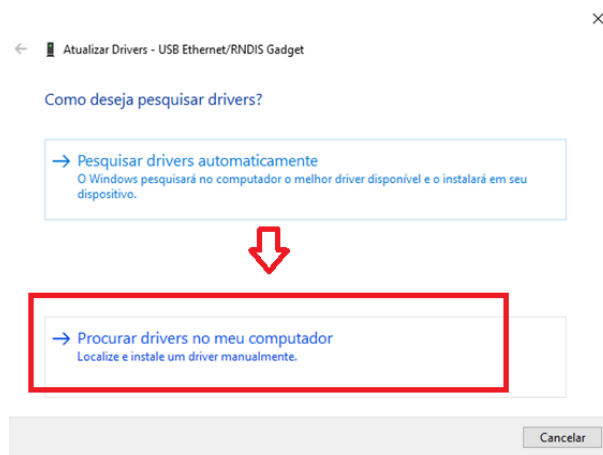 Atualizar Drivers - USB Ethernet/RNDIS Gadget
Como deseja pesquisar drivers?
Pesquisar drivers automaticamente
O Windows pesquisará no computador o melhor driver disponível e o instalará em seu
dispositivo.
Procurar drivers no meu computador
Localize e instale um driver manualmente.
Cancelar